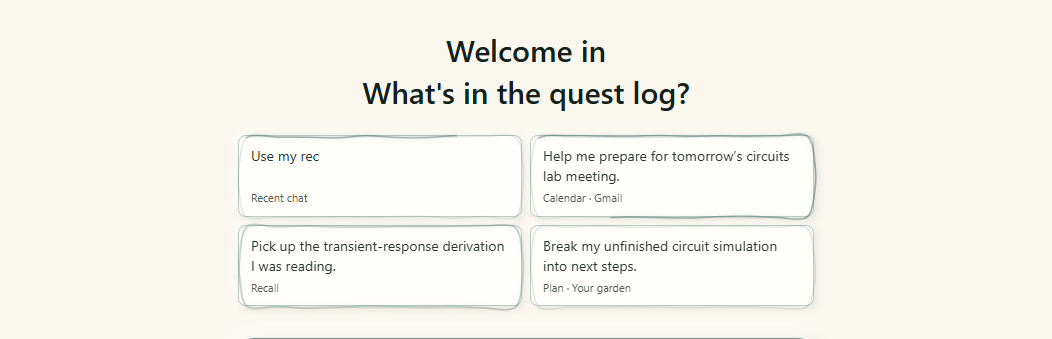 Welcome in
What's in the quest log?
Use my rec
Recent chat
Help me prepare for tomorrow’s circuits
lab meeting.
Calendar · Gmail
Pick up the transient-response derivation
I was reading.
Recall
Break my unfinished circuit simulation
into next steps.
Plan · Your garden